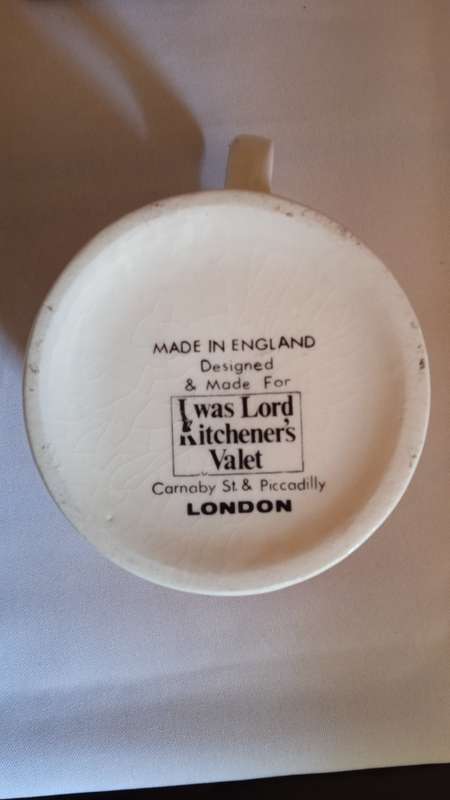 MADE IN ENGLAND
Designed
& Made For
I was Lord
Kitchener's
Valet
Carnaby St. & Piccadilly
LONDON